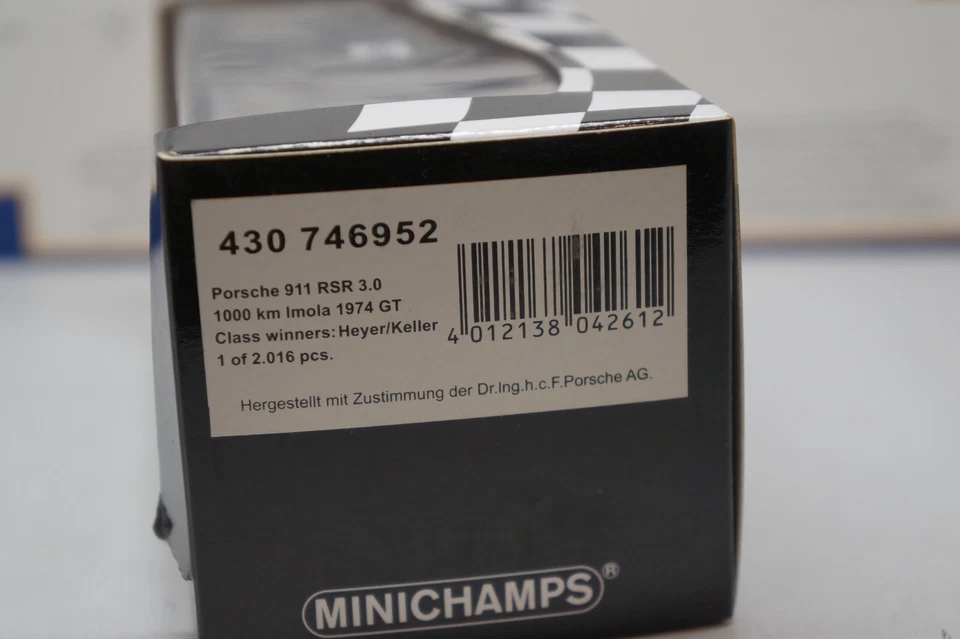 430 746952
Porsche 911 RSR 3.0
1000 km Imola 1974 GT
Class winners: Heyer/Keller
1 of 2.016 pcs.
4 012138 042612
Hergestellt mit Zustimmung der Dr.Ing.h.c.F.Porsche AG.
MINICHAMPS®